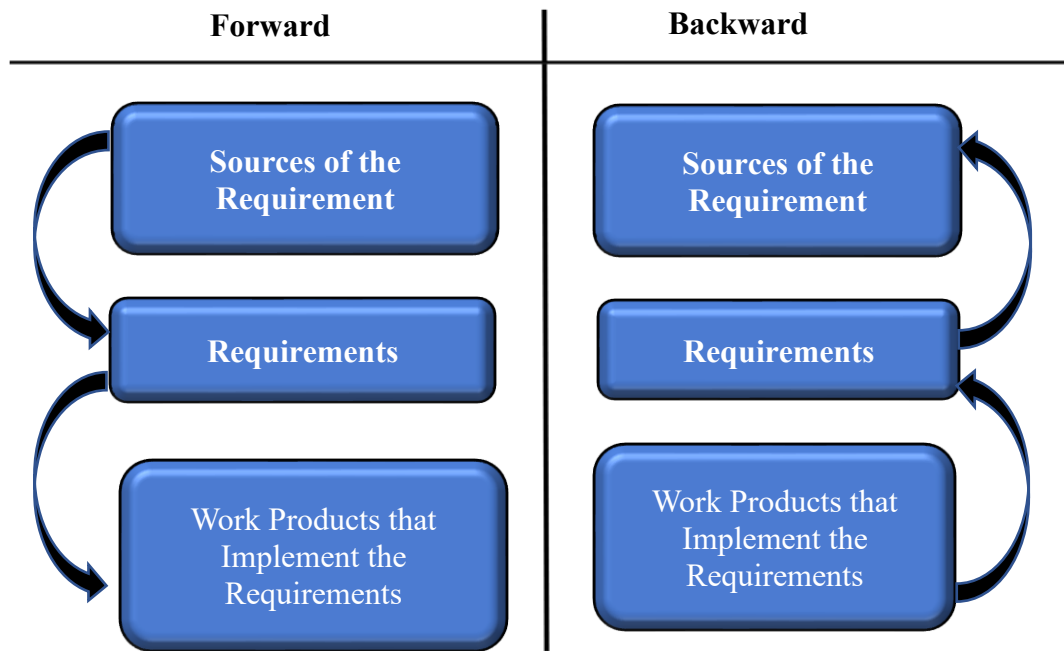 Forward
Backward
Sources of the
Requirement
Requirements
Work Products that
Implement the
Requirements
Sources of the
Requirement
Requirements
Work Products that
Implement the
Requirements